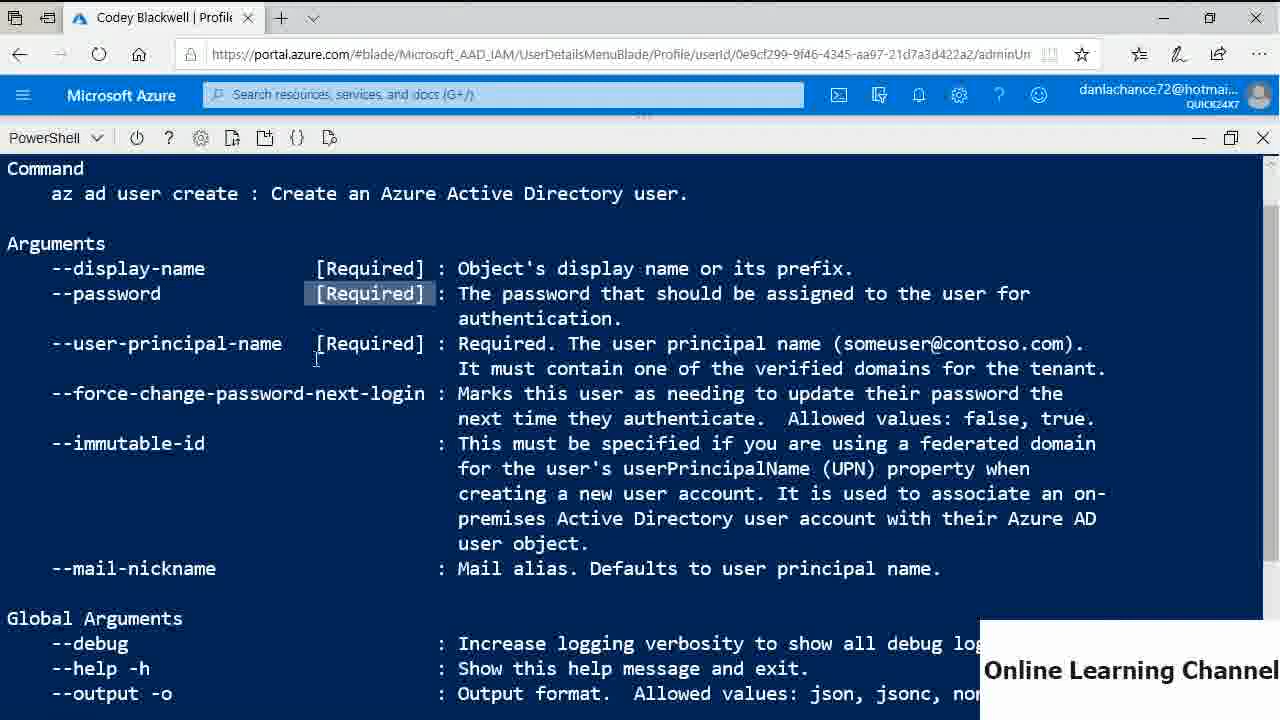 Codey Blackwell | Profile
https://portal.azure.com/#blade/Microsoft_AAD_IAM/UserDetailsMenuBlade/Profile/userId/0e9cf299-9f46-4345-aa97-21d7a3d422a2/adminUn
Microsoft Azure
Search resources, services, and docs (G+/)
danlachance72@hotmai...
QUICK24X7
PowerShell
Command
az ad user create : Create an Azure Active Directory user.
Arguments
--display-name [Required] : Object's display name or its prefix.
--password [Required] : The password that should be assigned to the user for
authentication.
--user-principal-name [Required] : Required. The user principal name (someuser@contoso.com).
It must contain one of the verified domains for the tenant.
--force-change-password-next-login : Marks this user as needing to update their password the
next time they authenticate. Allowed values: false, true.
--immutable-id : This must be specified if you are using a federated domain
for the user's userPrincipalName (UPN) property when
creating a new user account. It is used to associate an on-
premises Active Directory user account with their Azure AD
user object.
--mail-nickname : Mail alias. Defaults to user principal name.
Global Arguments
--debug : Increase logging verbosity to show all debug log
--help -h : Show this help message and exit.
--output -o : Output format. Allowed values: json, jsonc, non
Online Learning Channel